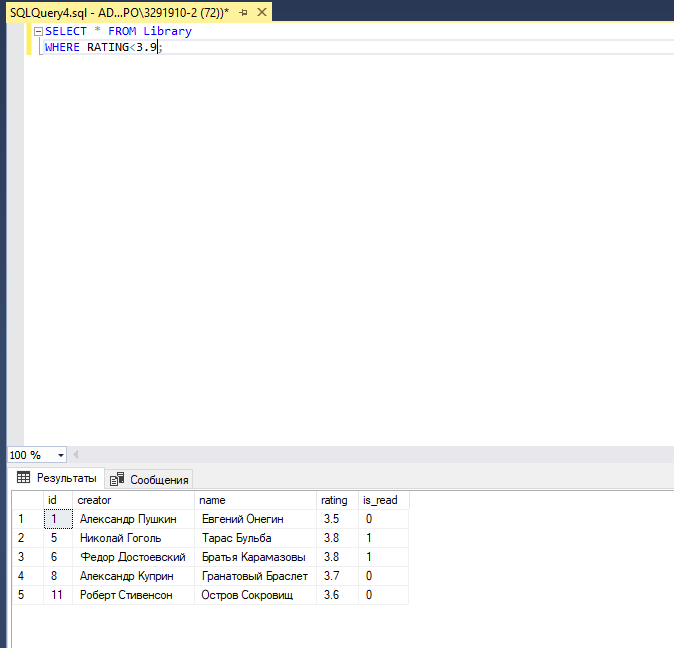 SQLQuery4.sql - AD...PO\3291910-2 (72))*
SELECT * FROM Library
WHERE RATING<3.9;
100 %
Результаты Сообщения
id creator name rating is_read
1 1 Александр Пушкин Евгений Онегин 3.5 0
2 5 Николай Гоголь Тарас Бульба 3.8 1
3 6 Федор Достоевский Братья Карамазовы 3.8 1
4 8 Александр Куприн Гранатовый Браслет 3.7 0
5 11 Роберт Стивенсон Остров Сокровищ 3.6 0